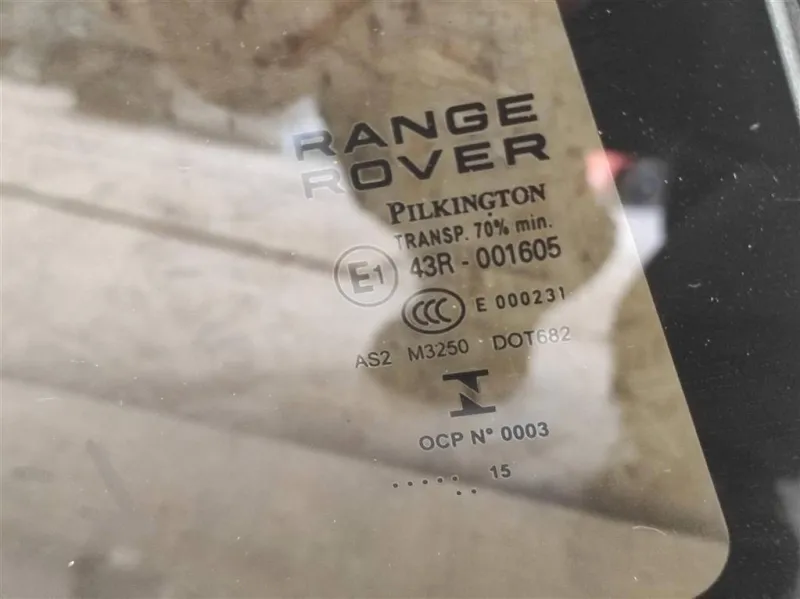 RANGE
ROVER
PILKINGTON
TRANSP. 70% min.
E1 43R - 001605
CCC E 000231
AS2 M3250 DOT682
OCP N° 0003
..... 15
..